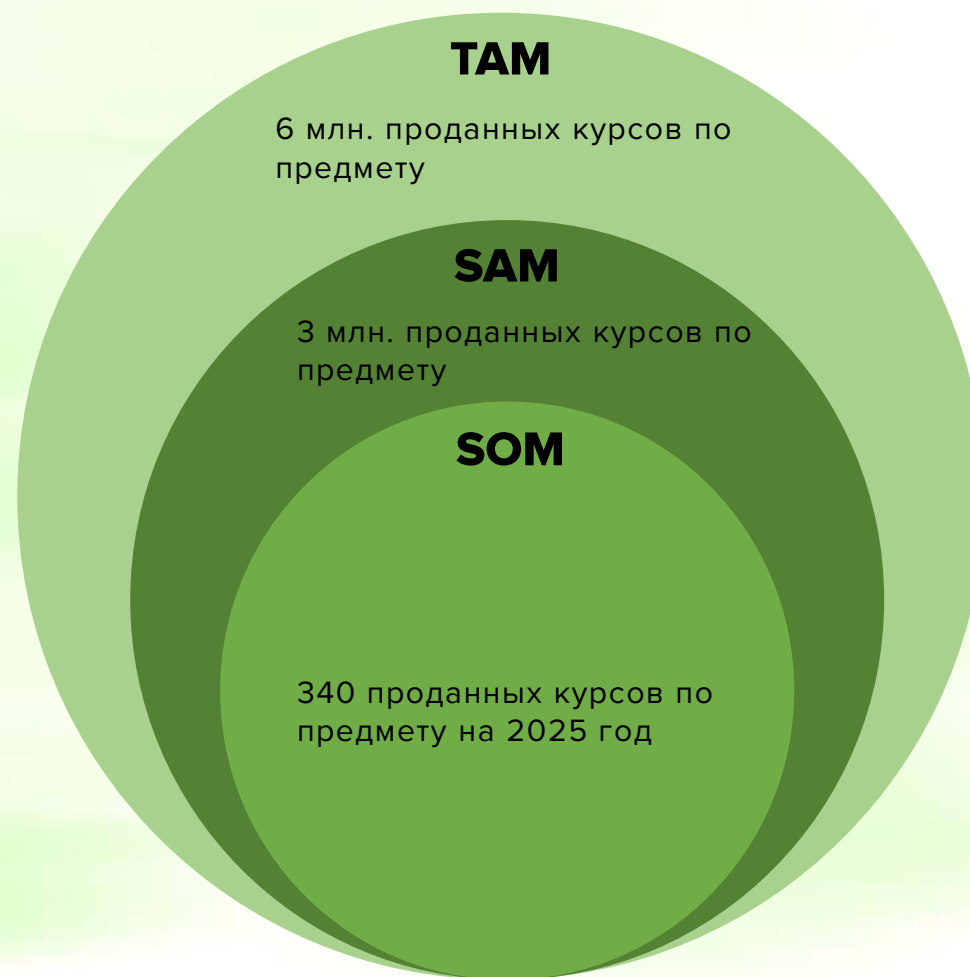 TAM
6 млн. проданных курсов по
предмету
SAM
3 млн. проданных курсов по
предмету
SOM
340 проданных курсов по
предмету на 2025 год